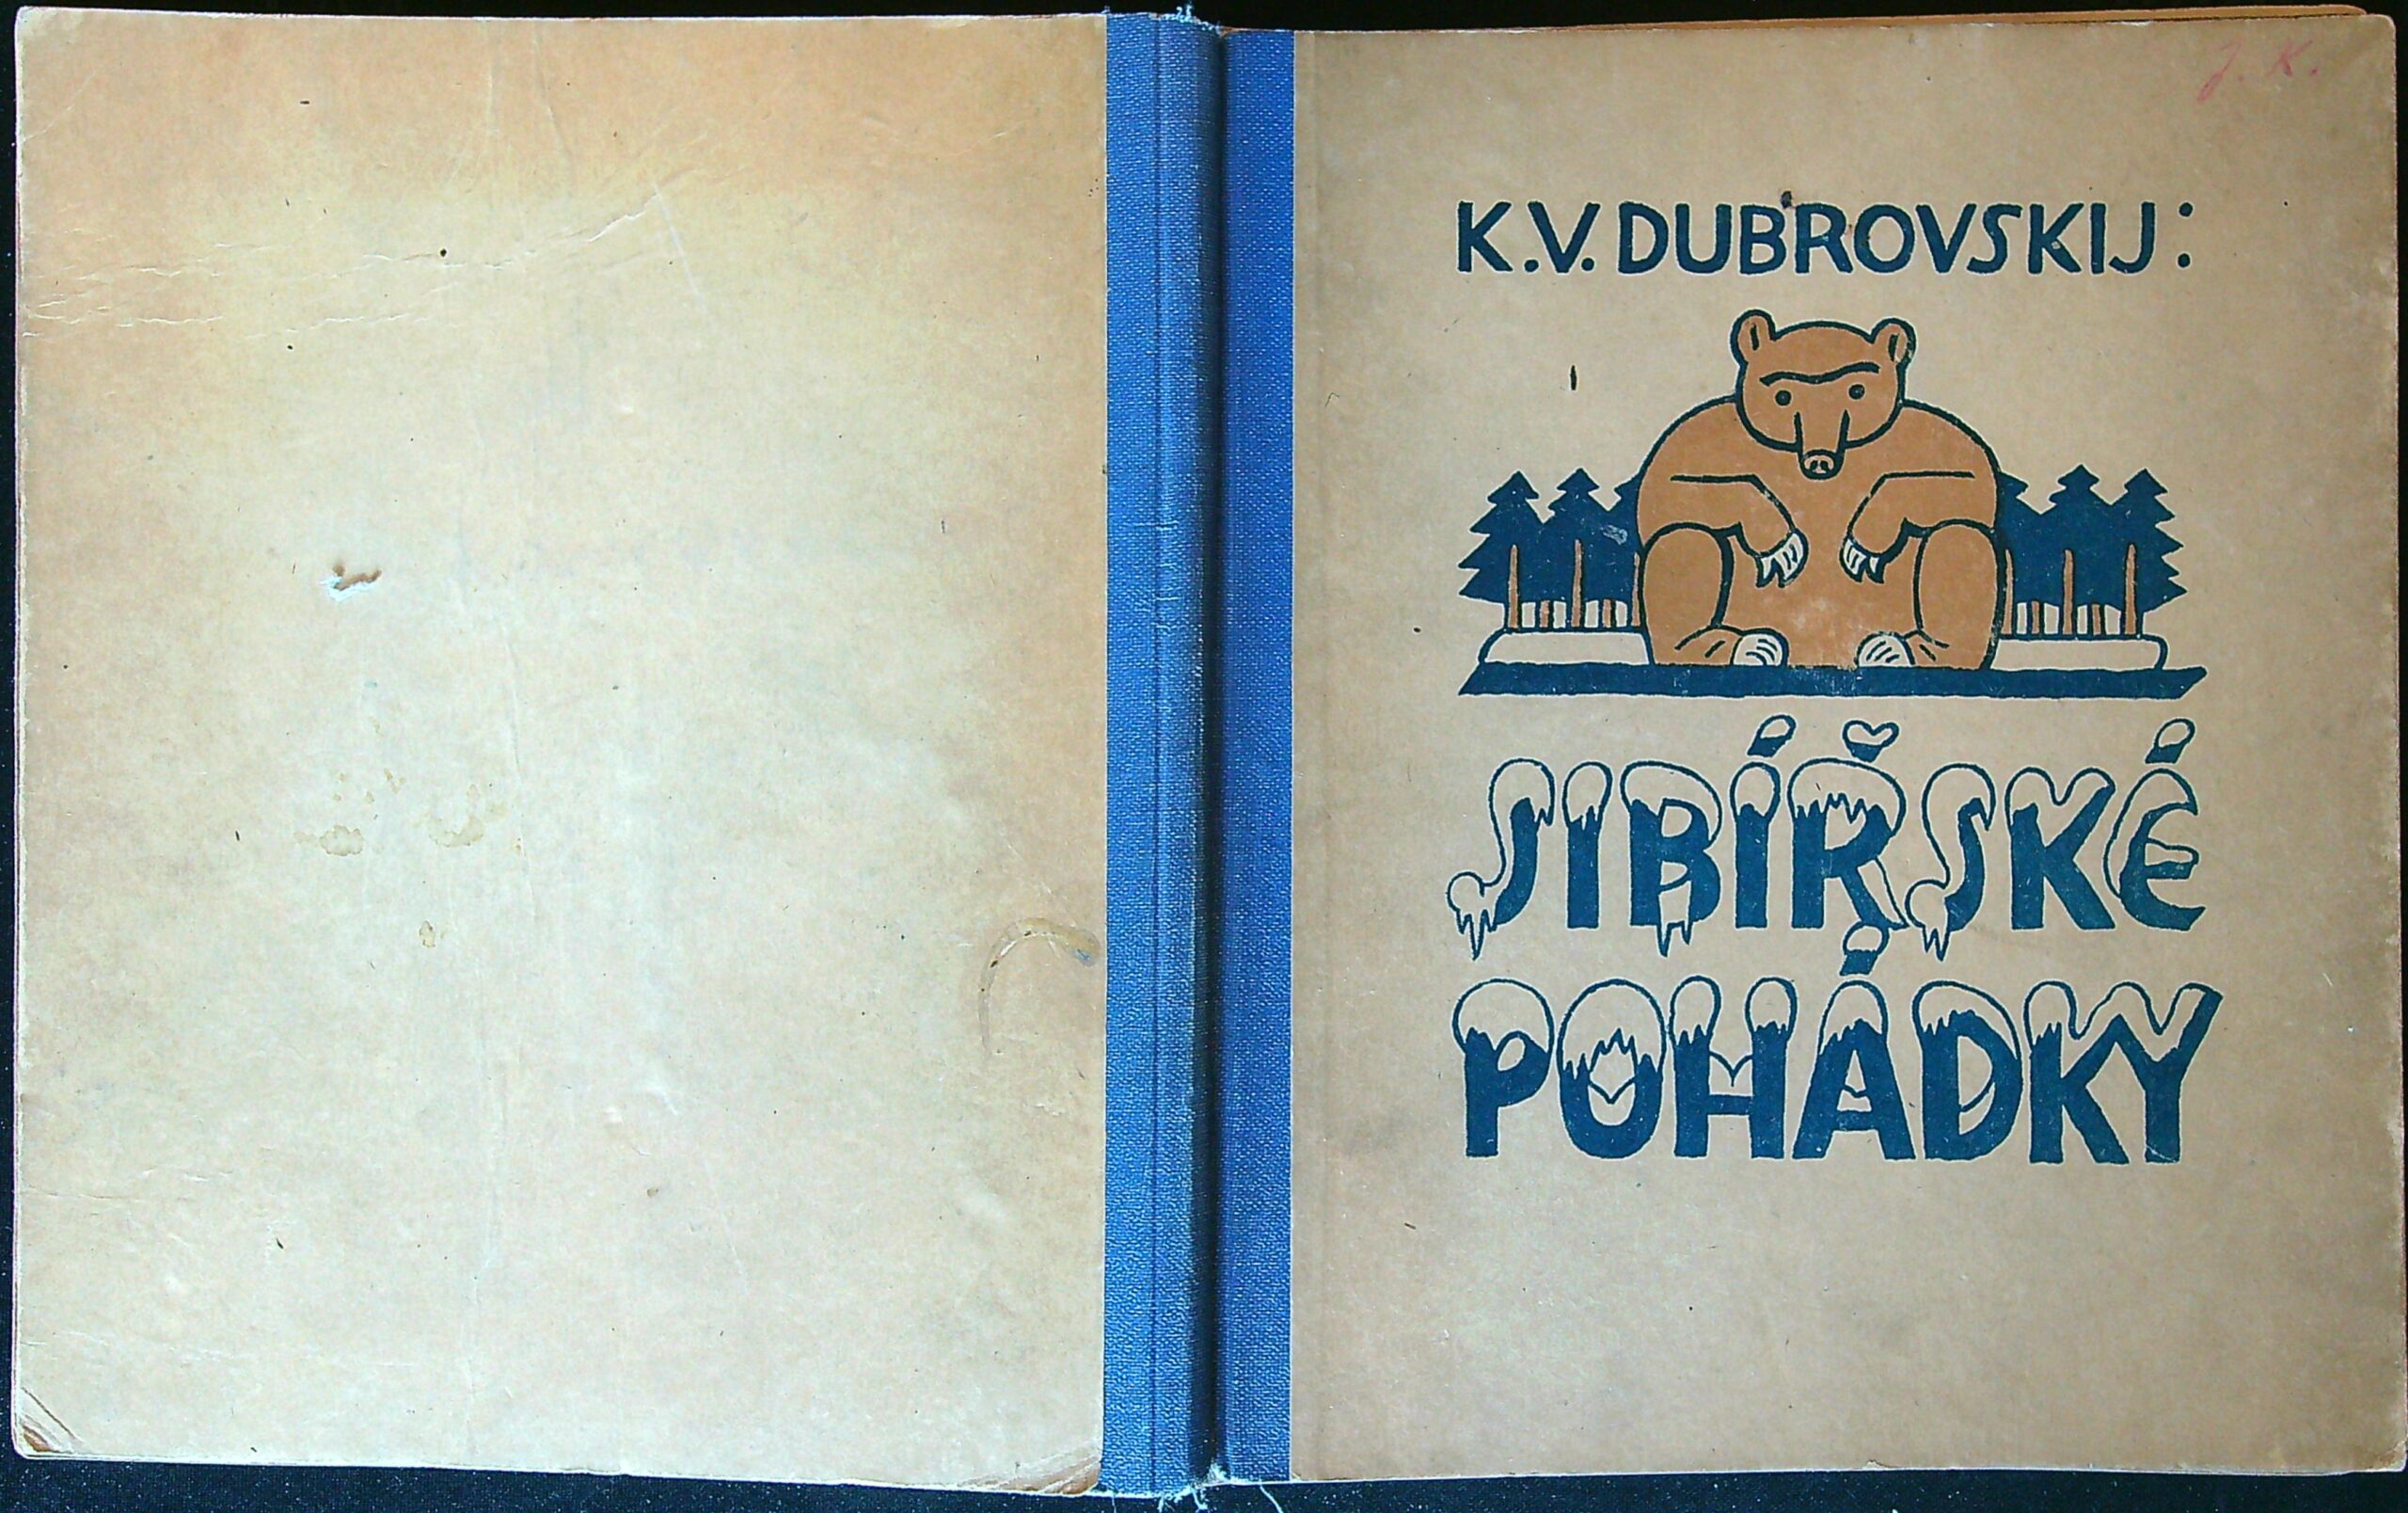 J. K.
K.V. DUBROVSKIJ:
SIBÍŘSKÉ
POHÁDKY